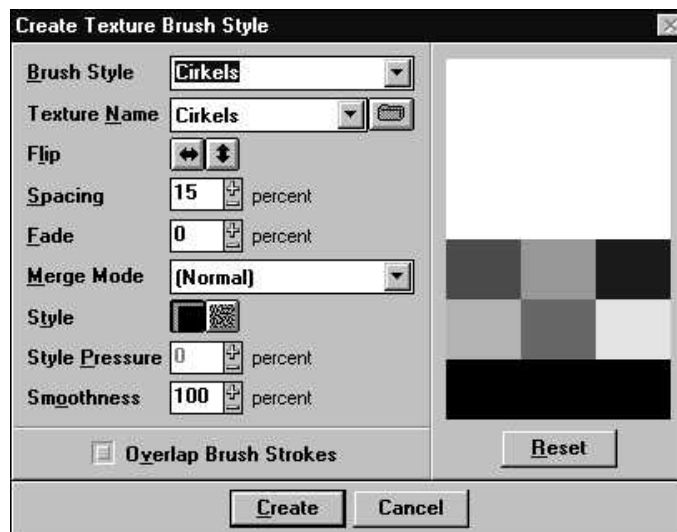 Create Texture Brush Style
Brush Style Cirkels
Texture Name Cirkels
Flip
Spacing 15 percent
Fade 0 percent
Merge Mode (Normal)
Style
Style Pressure 0 percent
Smoothness 100 percent
Overlap Brush Strokes
Reset
Create Cancel